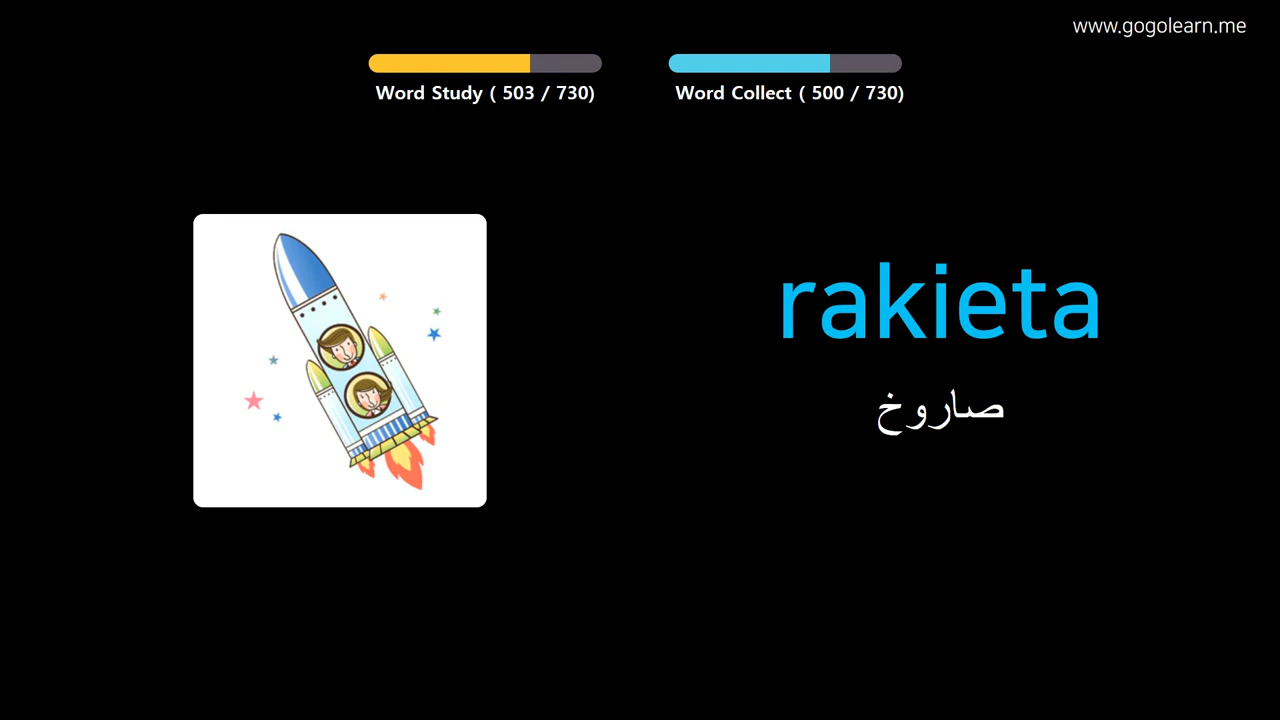 www.gogolearn.me
Word Study ( 503 / 730)
Word Collect ( 500 / 730)
rakieta
صاروخ